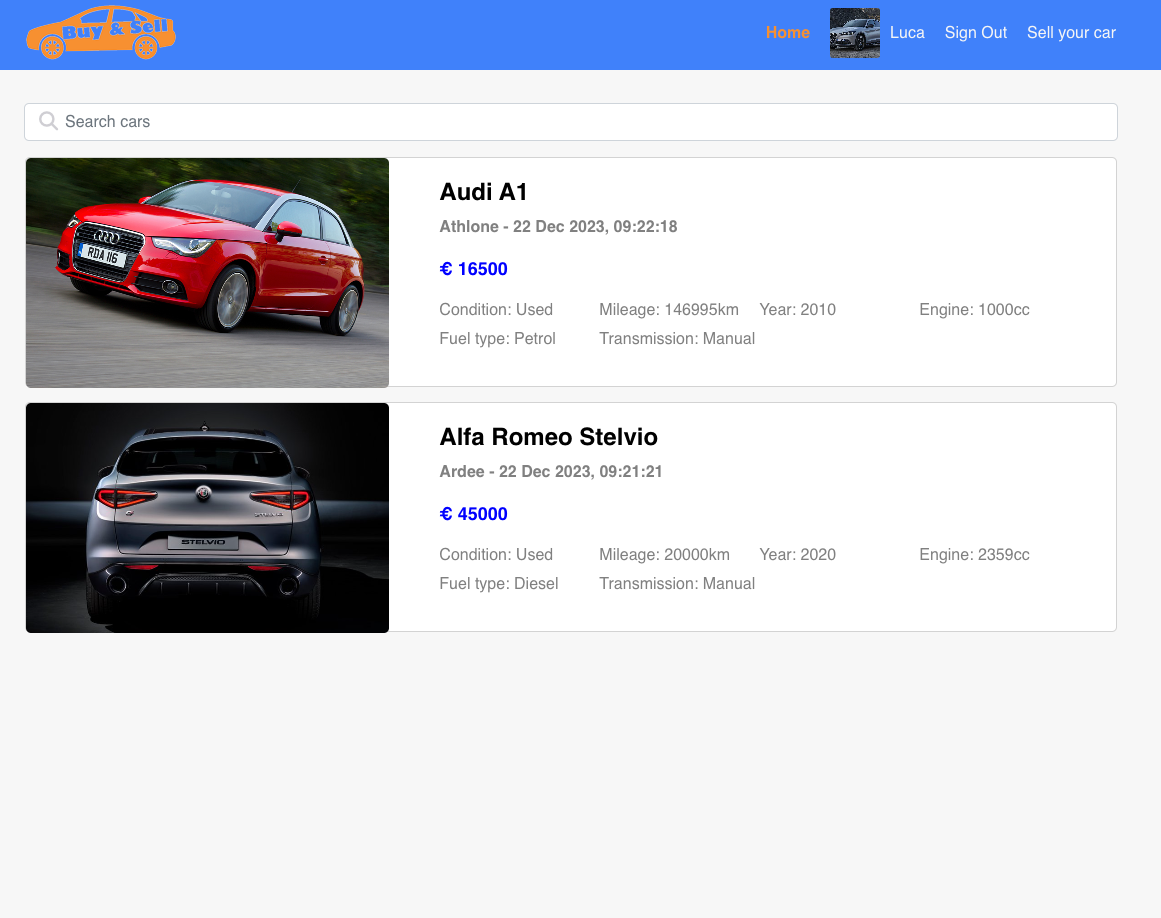 Buy & Sell
Home Luca Sign Out Sell your car
Search cars
RDA 116
Audi A1
Athlone - 22 Dec 2023, 09:22:18
€ 16500
Condition: Used Mileage: 146995km Year: 2010 Engine: 1000cc
Fuel type: Petrol Transmission: Manual
STELVIO
Alfa Romeo Stelvio
Ardee - 22 Dec 2023, 09:21:21
€ 45000
Condition: Used Mileage: 20000km Year: 2020 Engine: 2359cc
Fuel type: Diesel Transmission: Manual